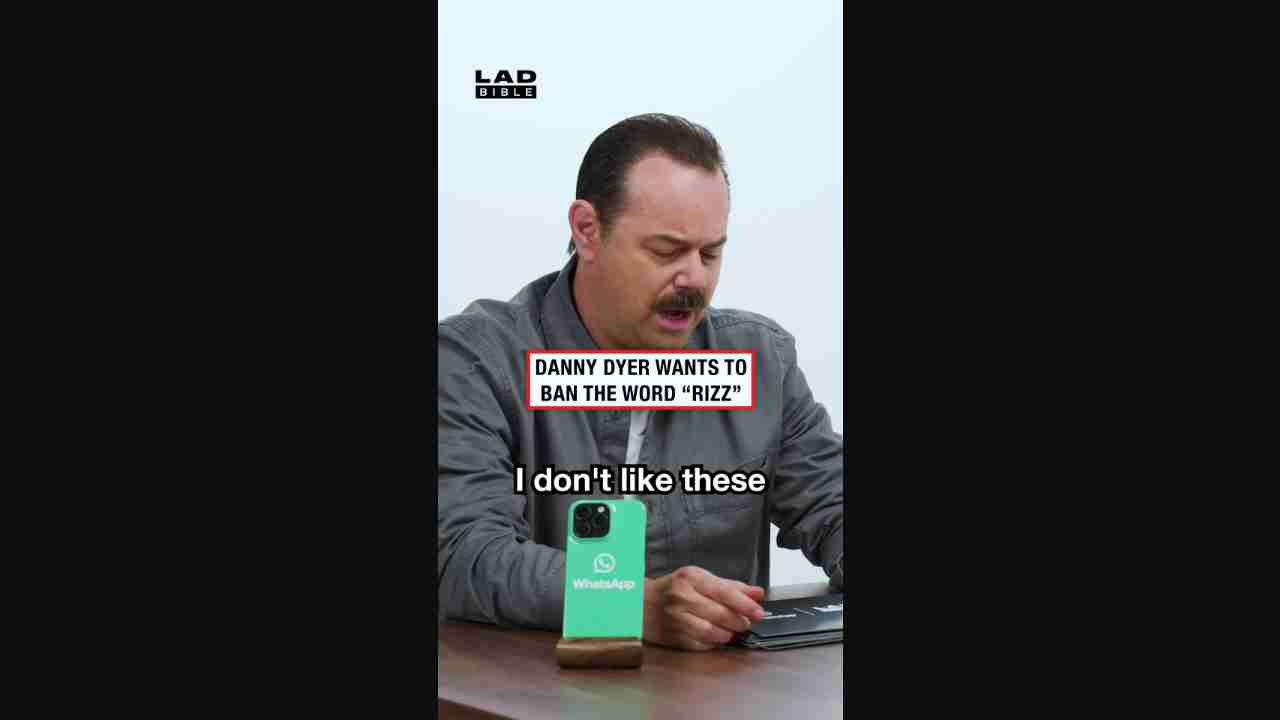 LAD
BIBLE
DANNY DYER WANTS TO
BAN THE WORD “RIZZ”
I don't like these
WhatsApp